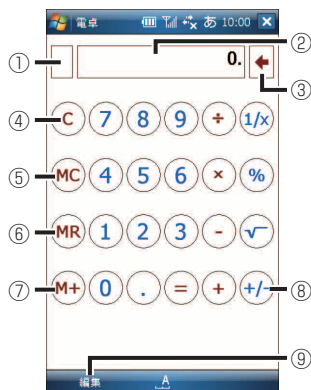 電卓 あ 10:00
① ②
0.
③
④ C 7 8 9 ÷ 1/x
⑤ MC 4 5 6 × %
⑥ MR 1 2 3 - √
⑦ M+ 0 . = + +/- ⑧
⑨
編集 A